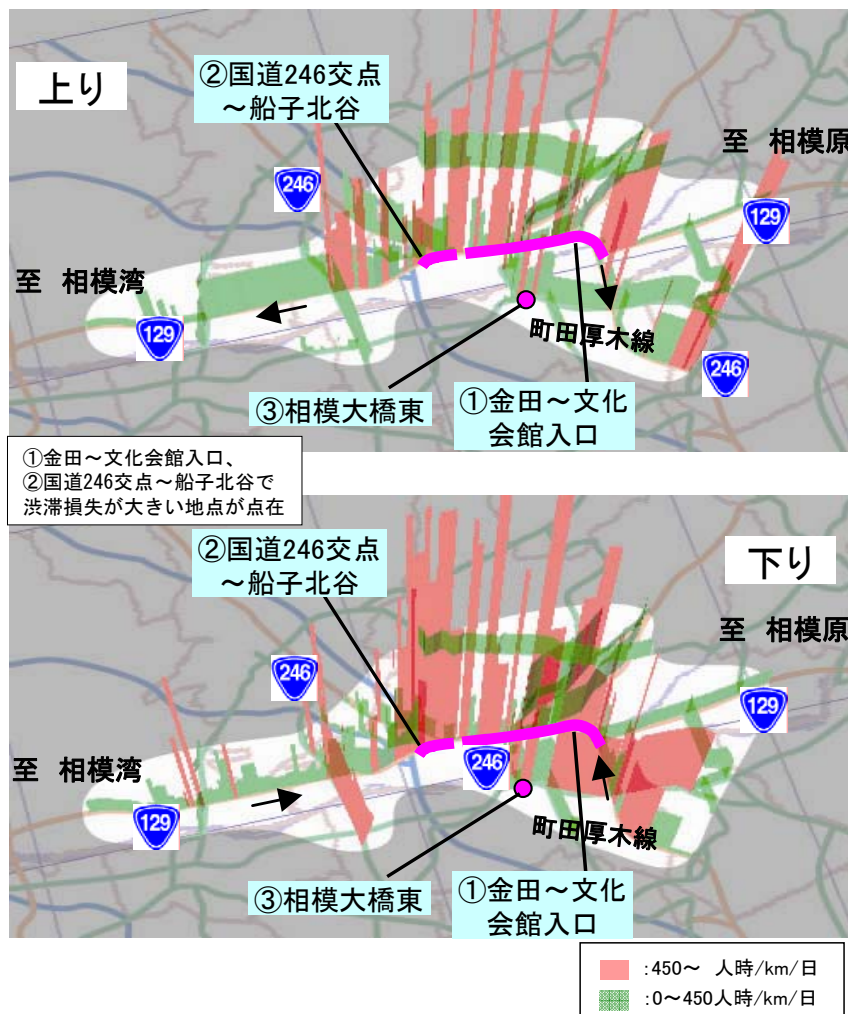 上り
②国道246交点
～船子北谷
至 相模原
246
129
至 相模湾
129
町田厚木線
246
③相模大橋東
①金田～文化
会館入口
①金田～文化会館入口、
②国道246交点～船子北谷で
渋滞損失が大きい地点が点在
②国道246交点
～船子北谷
下り
至 相模原
246
129
246
至 相模湾
129
町田厚木線
③相模大橋東
①金田～文化
会館入口
:450～ 人時/km/日
:0～450人時/km/日